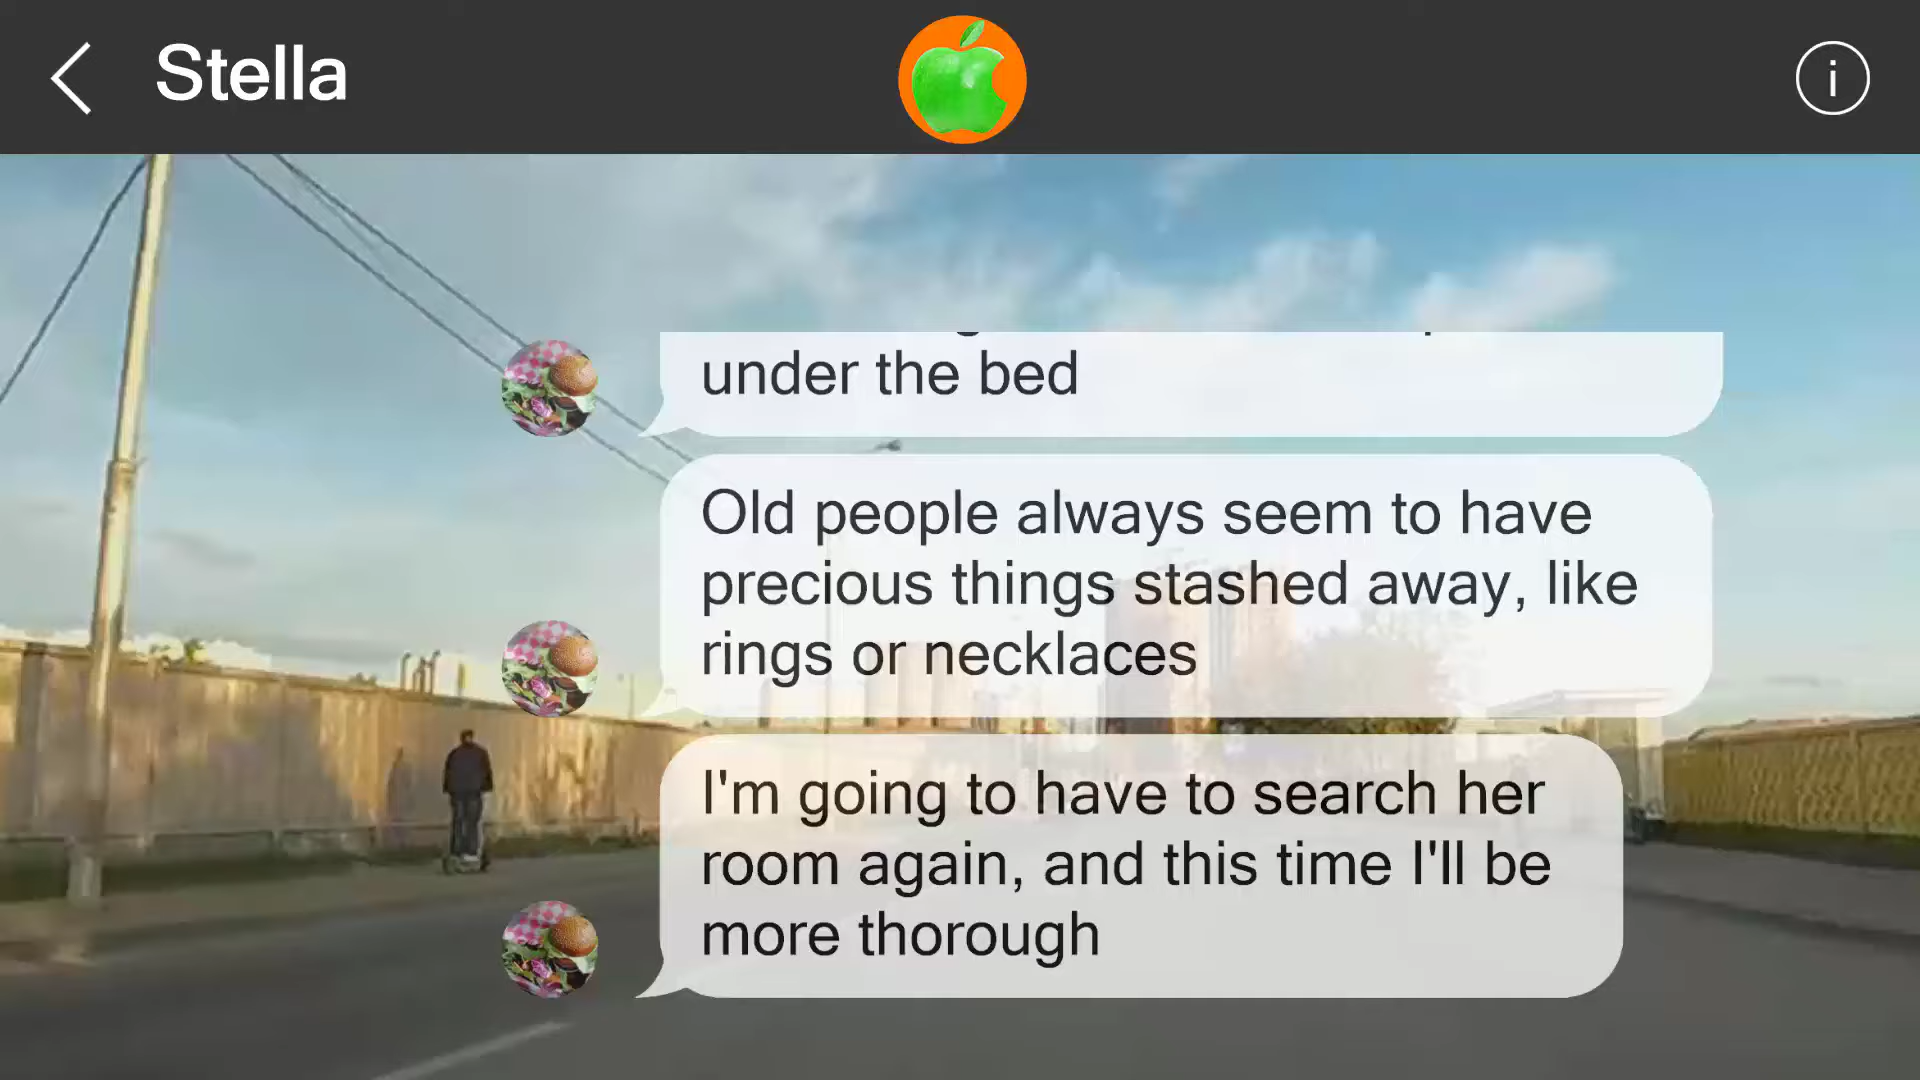 Stella
i
under the bed
Old people always seem to have
precious things stashed away, like
rings or necklaces
I'm going to have to search her
room again, and this time I'll be
more thorough